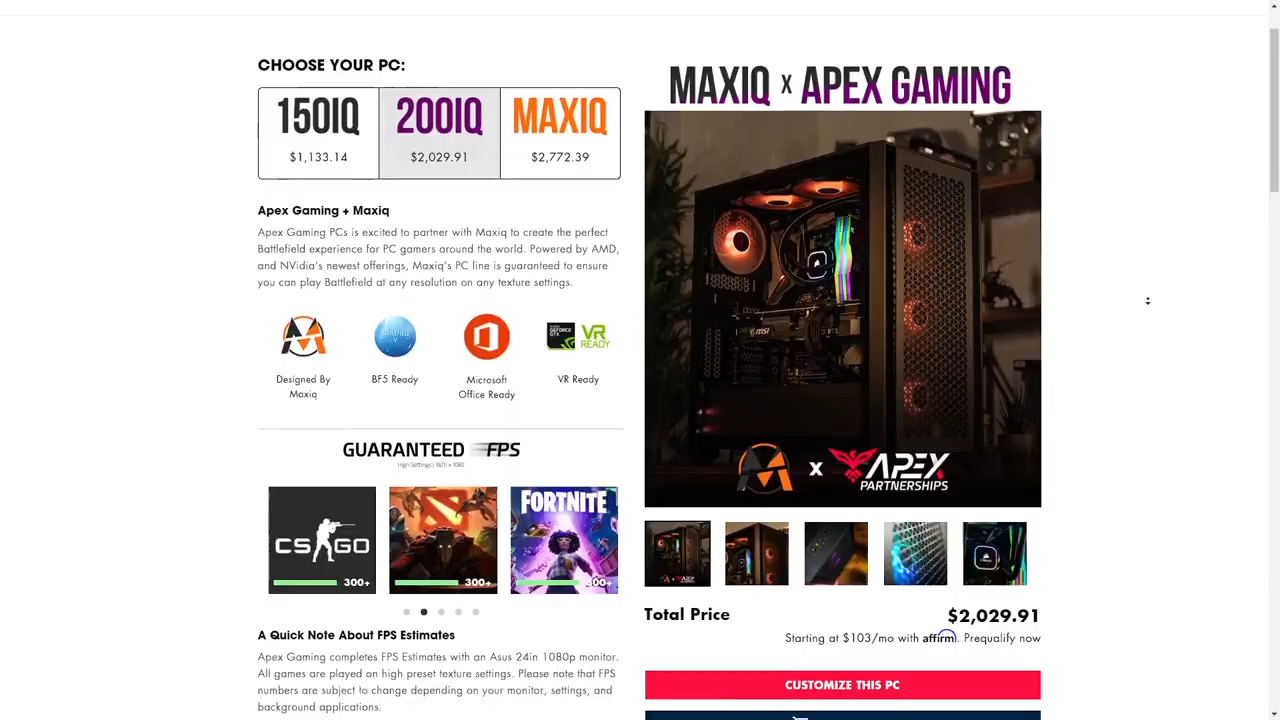 CHOOSE YOUR PC:
150IQ
$1,133.14
200IQ
$2,029.91
MAXIQ
$2,772.39
Apex Gaming + Maxiq
Apex Gaming PCs is excited to partner with Maxiq to create the perfect
Battlefield experience for PC gamers around the world. Powered by AMD,
and NVidia's newest offerings, Maxiq's PC line is guaranteed to ensure
you can play Battlefield at any resolution on any texture settings.
VR
READY
Designed By
Maxiq
BF5 Ready
Microsoft
Office Ready
VR Ready
GUARANTEED FPS
High Settings | 1920 x 1080
CS GO
300+
300+
FORTNITE
300+
A Quick Note About FPS Estimates
Apex Gaming completes FPS Estimates with an Asus 24in 1080p monitor.
All games are played on high preset texture settings. Please note that FPS
numbers are subject to change depending on your monitor, settings, and
background applications.
MAXIQ x APEX GAMING
msi
x APEX
PARTNERSHIPS
Total Price
$2,029.91
Starting at $103/mo with affirm. Prequalify now
CUSTOMIZE THIS PC